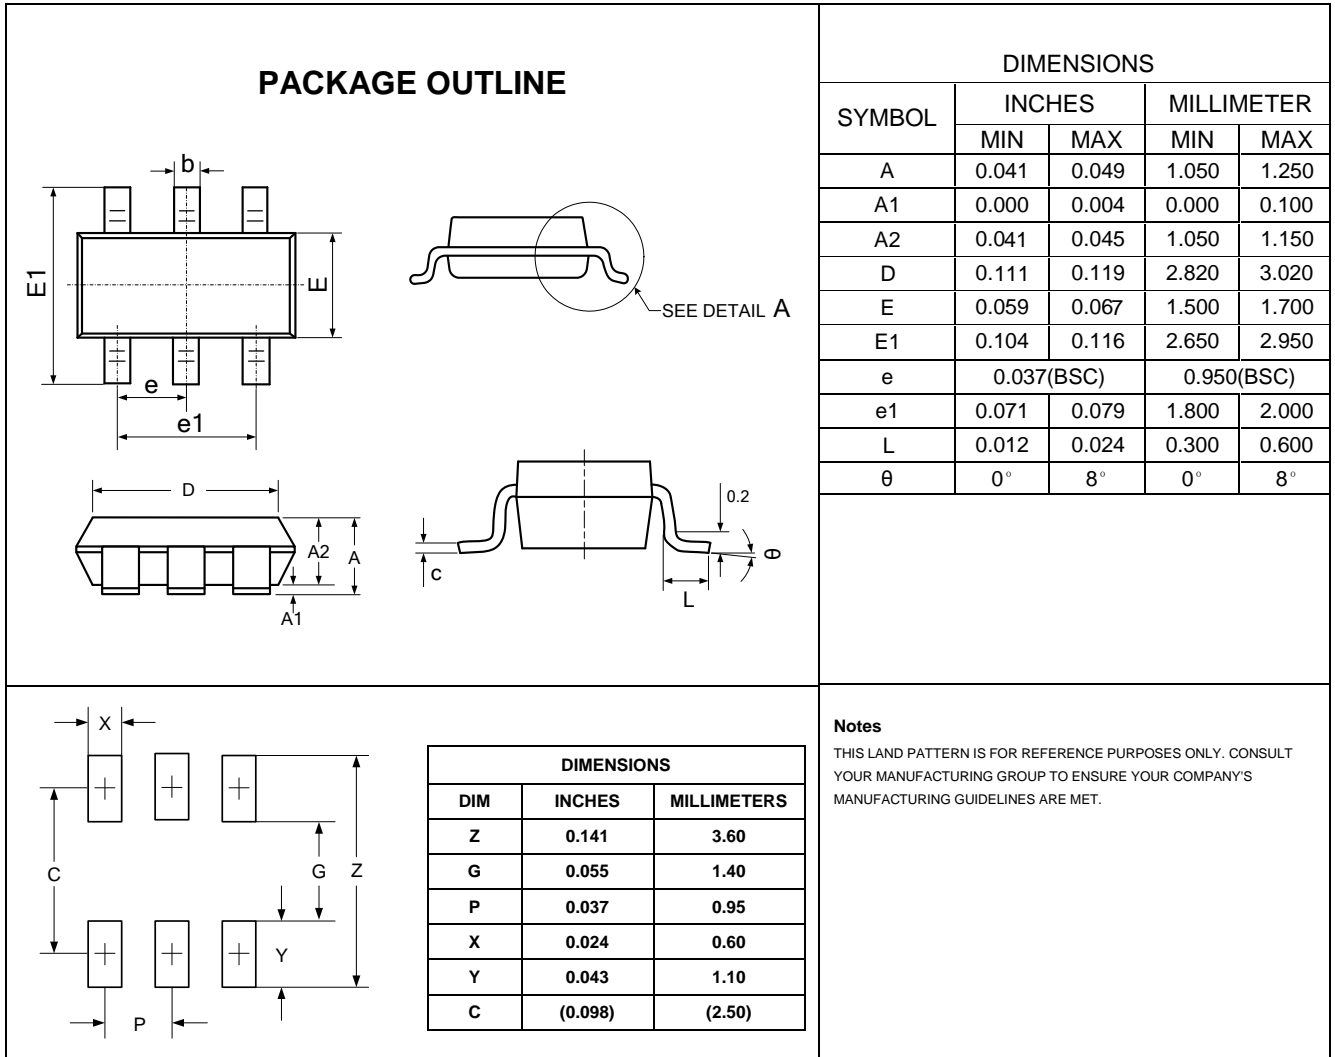 PACKAGE OUTLINE
b
E1
E
e
e1
SEE DETAIL A
D
A2
A
A1
0.2
c
L
θ
DIMENSIONS
SYMBOL INCHES MILLIMETER
MIN MAX MIN MAX
A 0.041 0.049 1.050 1.250
A1 0.000 0.004 0.000 0.100
A2 0.041 0.045 1.050 1.150
D 0.111 0.119 2.820 3.020
E 0.059 0.067 1.500 1.700
E1 0.104 0.116 2.650 2.950
e 0.037(BSC) 0.950(BSC)
e1 0.071 0.079 1.800 2.000
L 0.012 0.024 0.300 0.600
θ 0° 8° 0° 8°
X
C
G
Z
Y
P
DIMENSIONS
DIM INCHES MILLIMETERS
Z 0.141 3.60
G 0.055 1.40
P 0.037 0.95
X 0.024 0.60
Y 0.043 1.10
C (0.098) (2.50)
Notes
THIS LAND PATTERN IS FOR REFERENCE PURPOSES ONLY. CONSULT
YOUR MANUFACTURING GROUP TO ENSURE YOUR COMPANY'S
MANUFACTURING GUIDELINES ARE MET.